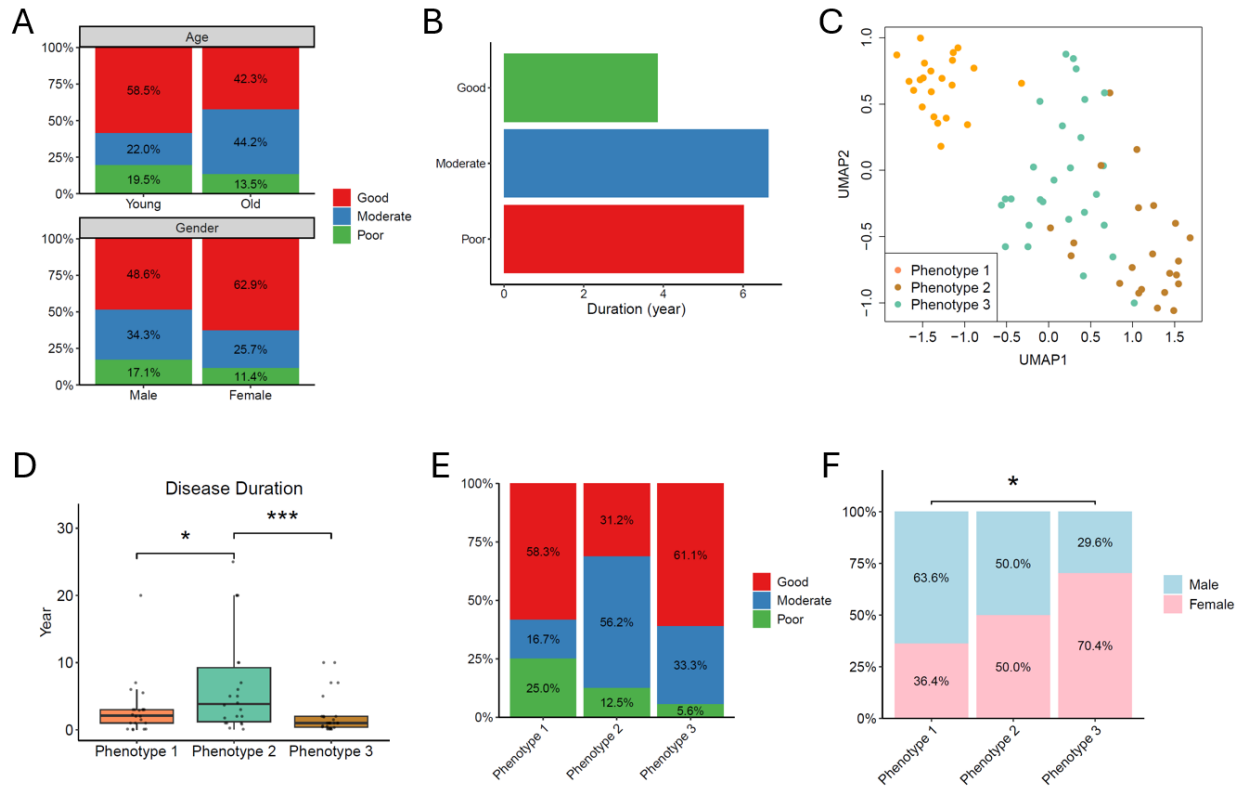 A
Age
100%
75%
50%
25%
0%
58.5%
42.3%
22.0%
44.2%
19.5%
13.5%
Young
Old
Good
Moderate
Poor
Gender
100%
75%
50%
25%
0%
48.6%
62.9%
34.3%
25.7%
17.1%
11.4%
Male
Female
B
Good
Moderate
Poor
0
2
4
6
Duration (year)
C
UMAP2
1.0
0.5
0.0
−0.5
−1.0
Phenotype 1
Phenotype 2
Phenotype 3
−1.5
−1.0
−0.5
0.0
0.5
1.0
1.5
UMAP1
D
Disease Duration
*
***
Year
30
20
10
0
Phenotype 1
Phenotype 2
Phenotype 3
E
100%
75%
50%
25%
0%
58.3%
31.2%
61.1%
16.7%
56.2%
33.3%
25.0%
12.5%
5.6%
Phenotype 1
Phenotype 2
Phenotype 3
Good
Moderate
Poor
F
*
100%
75%
50%
25%
0%
63.6%
50.0%
29.6%
36.4%
50.0%
70.4%
Phenotype 1
Phenotype 2
Phenotype 3
Male
Female